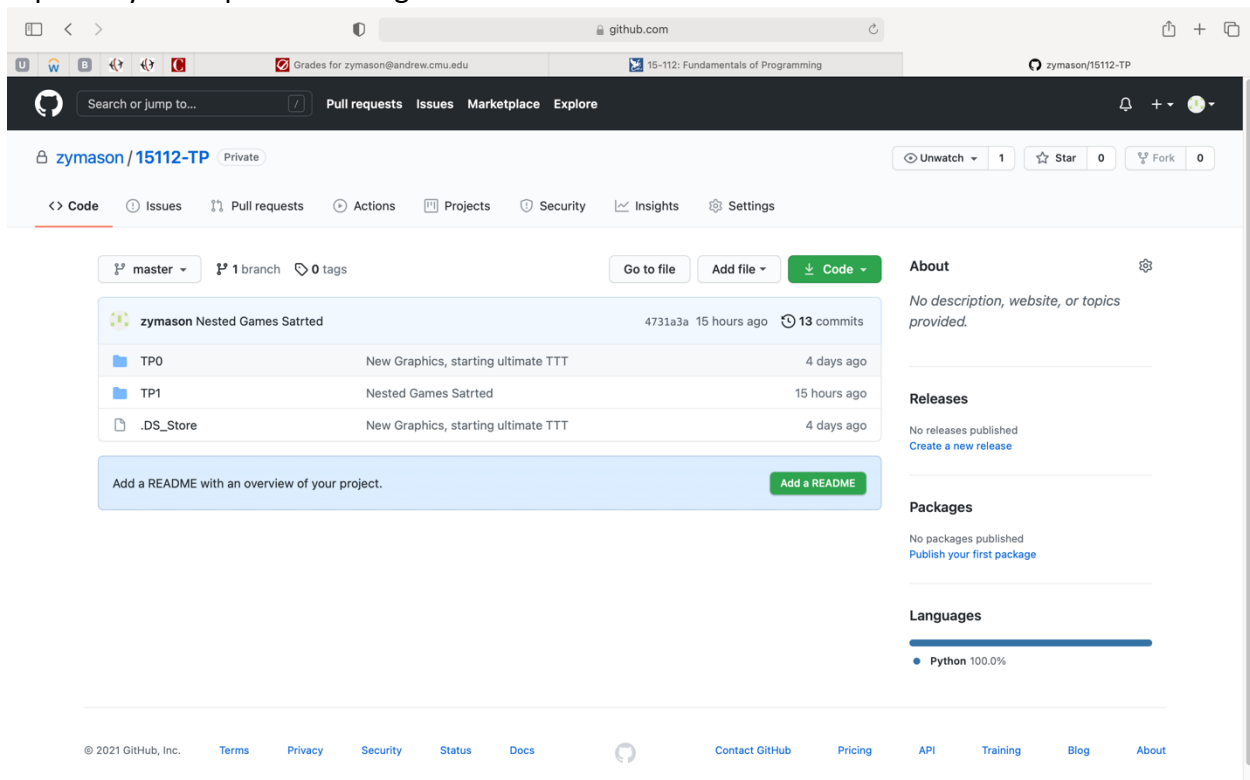 github.com
Grades for zymason@andrew.cmu.edu
15-112: Fundamentals of Programming
zymason/15112-TP
Search or jump to... /
Pull requests Issues Marketplace Explore
zymason / 15112-TP Private
Unwatch 1 Star 0 Fork 0
<> Code Issues Pull requests Actions Projects Security Insights Settings
master 1 branch 0 tags
Go to file Add file Code
zymason Nested Games Satrted 4731a3a 15 hours ago 13 commits
TP0 New Graphics, starting ultimate TTT 4 days ago
TP1 Nested Games Satrted 15 hours ago
.DS_Store New Graphics, starting ultimate TTT 4 days ago
Add a README with an overview of your project. Add a README
About
No description, website, or topics
provided.
Releases
No releases published
Create a new release
Packages
No packages published
Publish your first package
Languages
Python 100.0%
© 2021 GitHub, Inc. Terms Privacy Security Status Docs Contact GitHub Pricing API Training Blog About